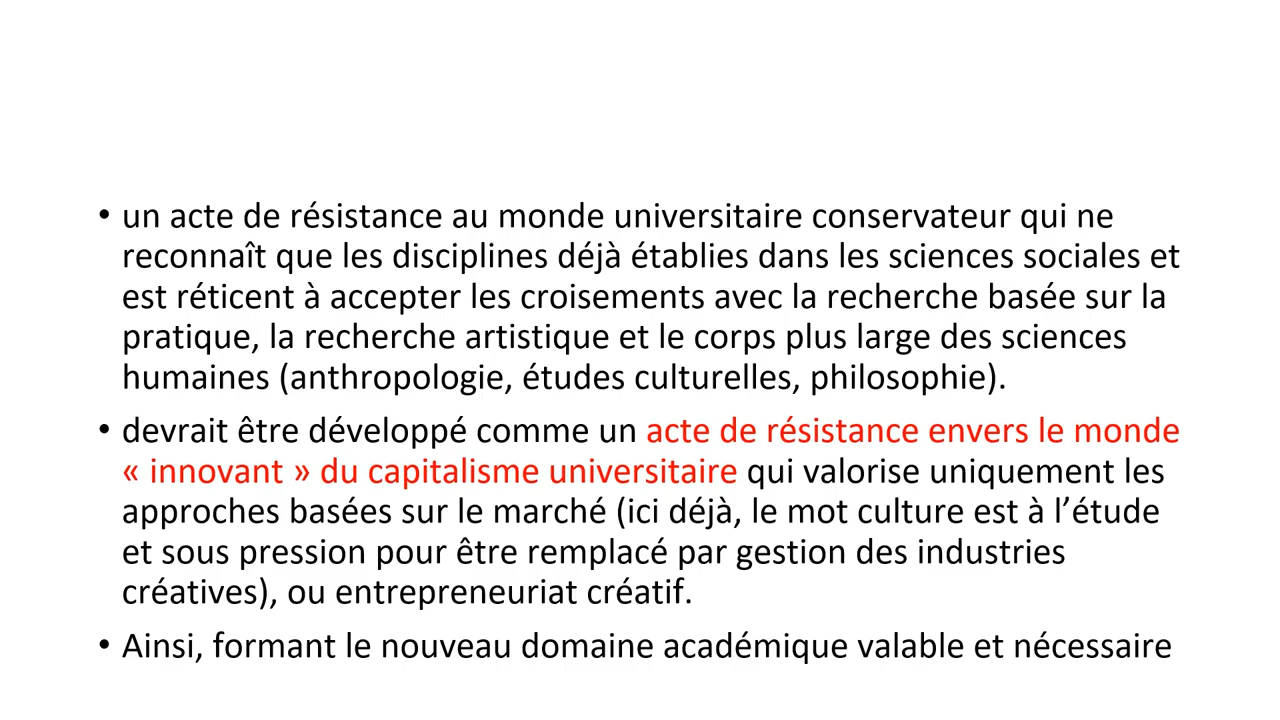 • un acte de résistance au monde universitaire conservateur qui ne
reconnaît que les disciplines déjà établies dans les sciences sociales et
est réticent à accepter les croisements avec la recherche basée sur la
pratique, la recherche artistique et le corps plus large des sciences
humaines (anthropologie, études culturelles, philosophie).
• devrait être développé comme un acte de résistance envers le monde
« innovant » du capitalisme universitaire qui valorise uniquement les
approches basées sur le marché (ici déjà, le mot culture est à l’étude
et sous pression pour être remplacé par gestion des industries
créatives), ou entrepreneuriat créatif.
• Ainsi, formant le nouveau domaine académique valable et nécessaire